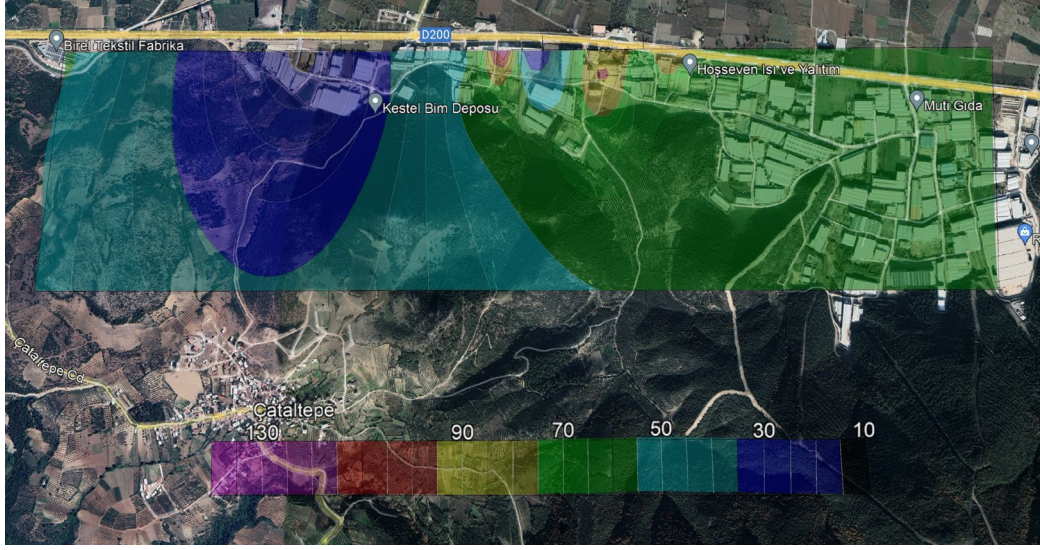 D200
Birel Tekstil Fabrika
Hoşseven Isı ve Yalıtım
Kestel Bim Deposu
Muti Gıda
Çataltepe Cd.
Çataltepe
130
90
70
50
30
10